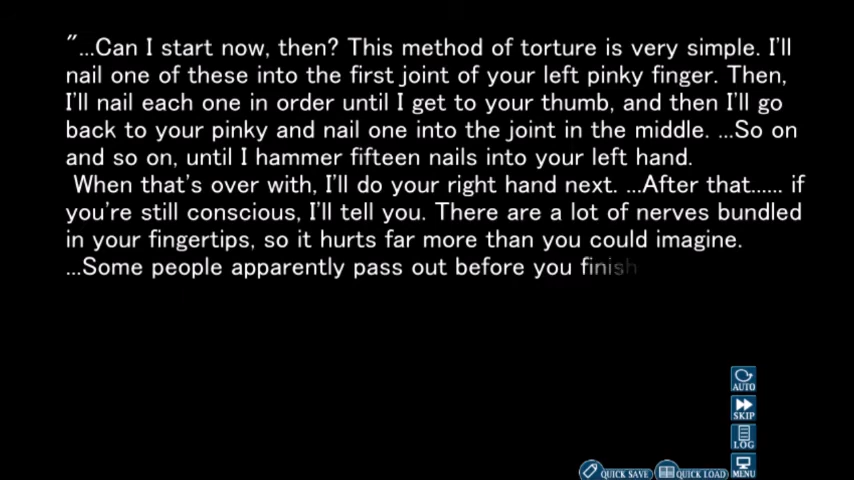 "...Can I start now, then? This method of torture is very simple. I'll
nail one of these into the first joint of your left pinky finger. Then,
I'll nail each one in order until I get to your thumb, and then I'll go
back to your pinky and nail one into the joint in the middle. ...So on
and so on, until I hammer fifteen nails into your left hand.
When that's over with, I'll do your right hand next. ...After that...... if
you're still conscious, I'll tell you. There are a lot of nerves bundled
in your fingertips, so it hurts far more than you could imagine.
...Some people apparently pass out before you finish
AUTO
SKIP
LOG
MENU
QUICK SAVE
QUICK LOAD